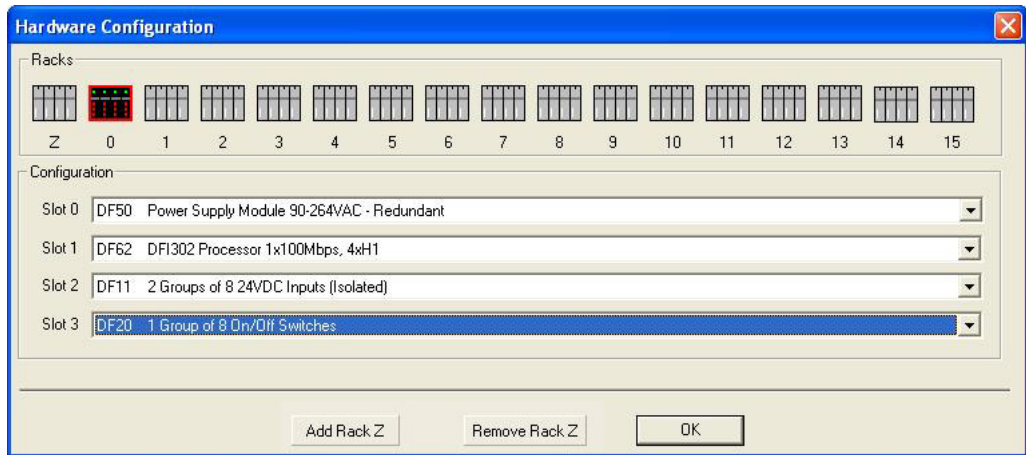 Hardware Configuration
Racks
Z 0 1 2 3 4 5 6 7 8 9 10 11 12 13 14 15
Configuration
Slot 0 DF50 Power Supply Module 90-264VAC - Redundant
Slot 1 DF62 DFI302 Processor 1x100Mbps, 4xH1
Slot 2 DF11 2 Groups of 8 24VDC Inputs (Isolated)
Slot 3 DF20 1 Group of 8 On/Off Switches
Add Rack Z Remove Rack Z OK